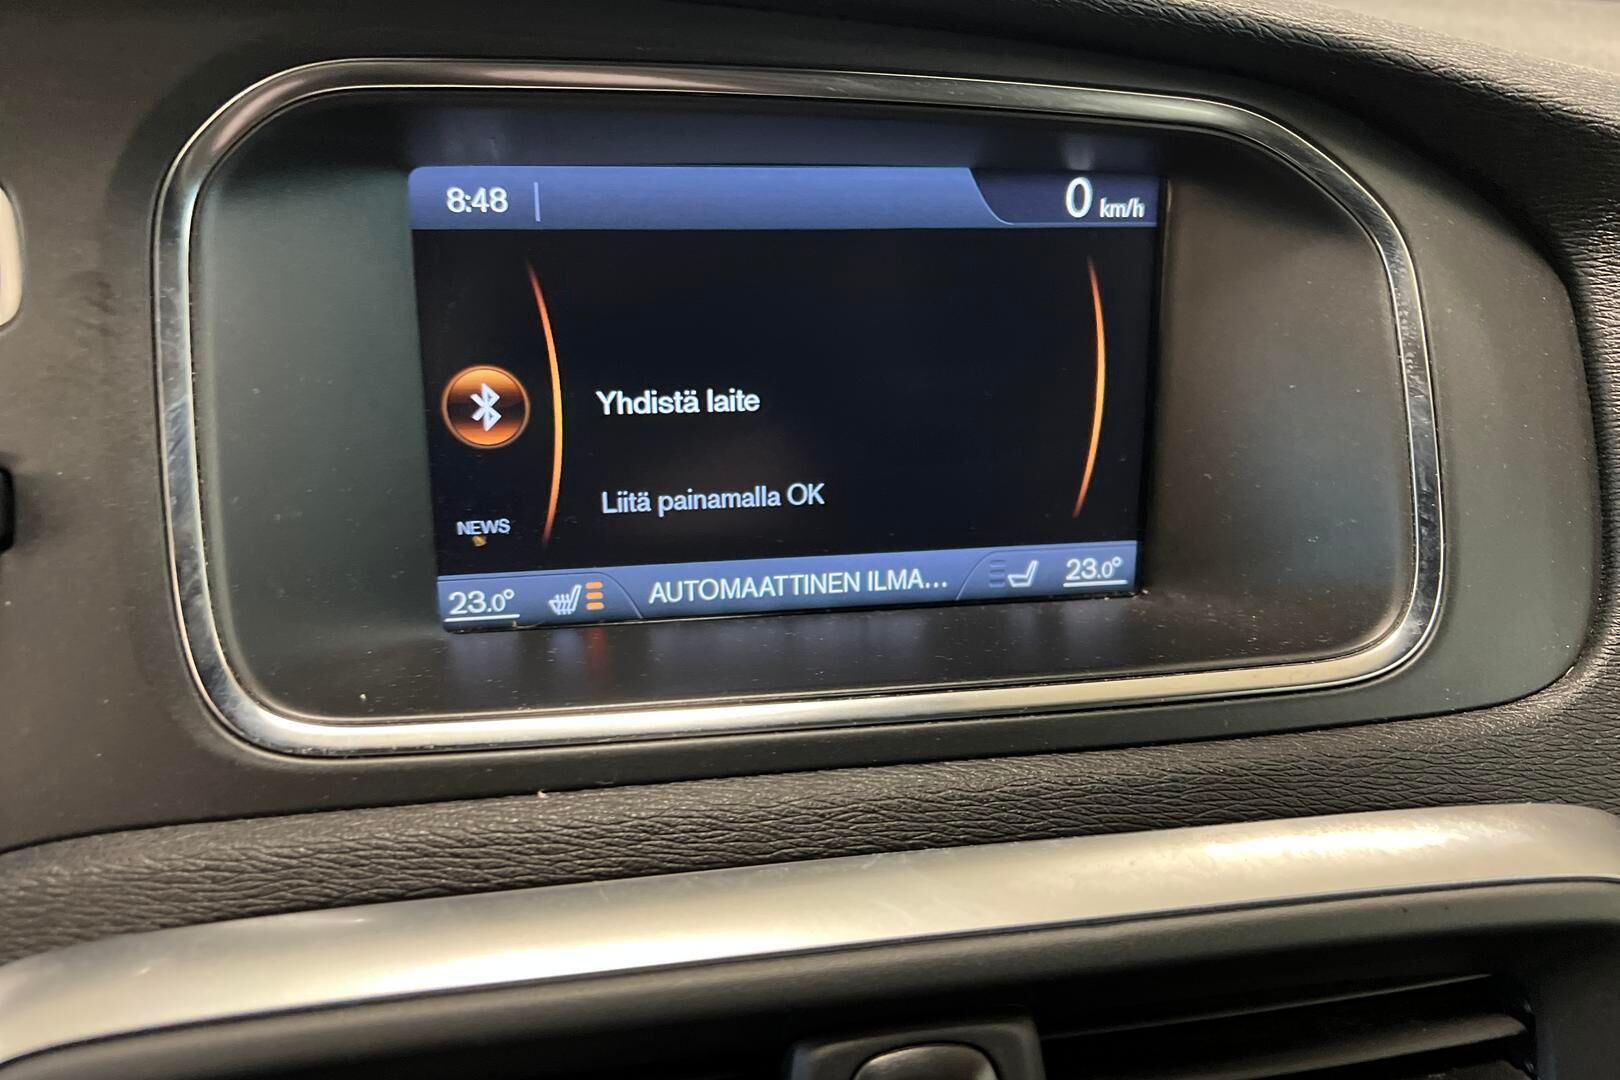 8:48
0 km/h
Yhdistä laite
Liitä painamalla OK
NEWS
23.0° AUTOMAATTINEN ILMA... 23.0°